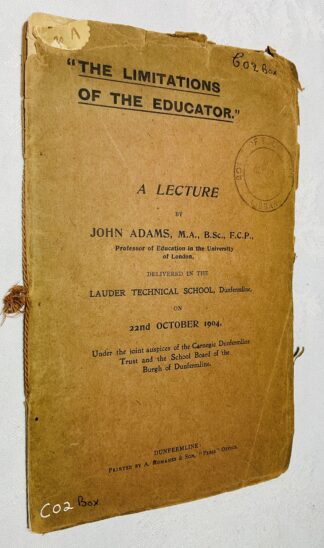 CO2 Box
"THE LIMITATIONS
OF THE EDUCATOR."
A LECTURE
BY
JOHN ADAMS, M.A., B.Sc., F.C.P.,
Professor of Education in the University
of London,
DELIVERED IN THE
LAUDER TECHNICAL SCHOOL, Dunfermline,
ON
22nd OCTOBER 1904,
Under the joint auspices of the Carnegie Dunfermline
Trust and the School Board of the
Burgh of Dunfermline.
DUNFERMLINE:
PRINTED BY A. ROMANES & SON, "PRESS" OFFICE.
CO2 Box